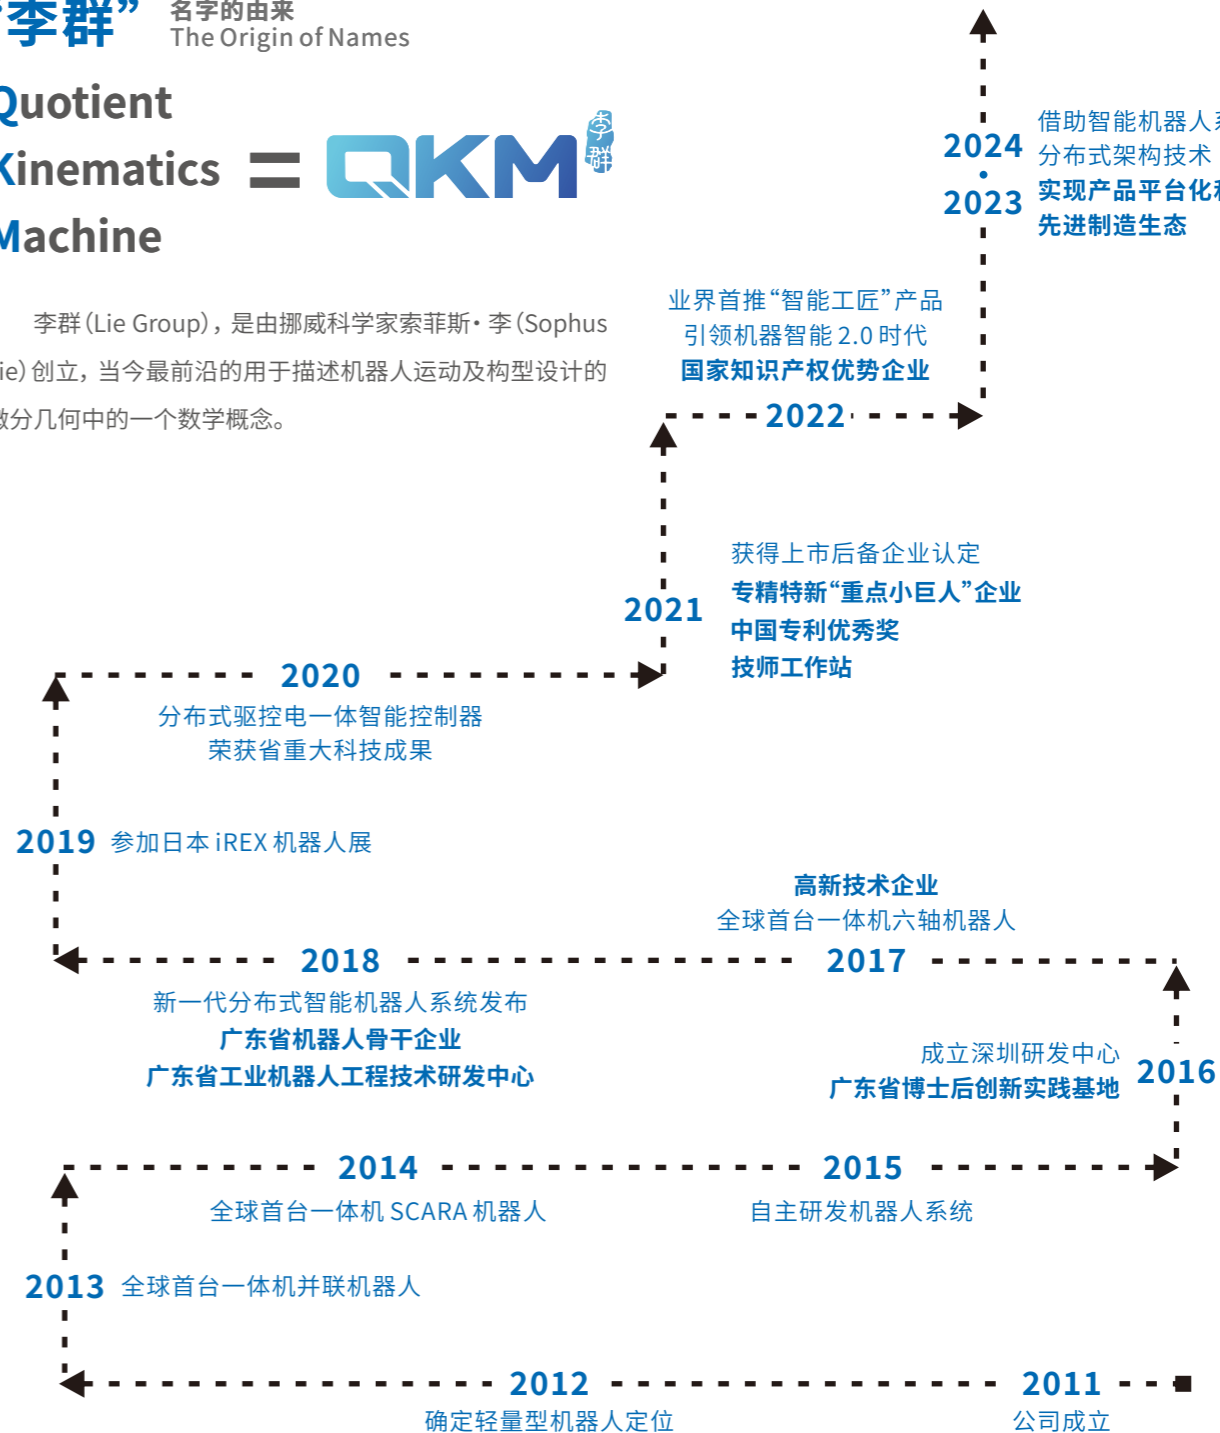 “李群”
名字的由来
The Origin of Names
Quotient
Kinematics
Machine
=
QKM
李群
李群(Lie Group),是由挪威科学家索菲斯·李(Sophus
Lie)创立,当今最前沿的用于描述机器人运动及构型设计的
微分几何中的一个数学概念。
2024
·
2023
借助智能机器人
分布式架构技术
实现产品平台化
先进制造生态
业界首推“智能工匠”产品
引领机器智能 2.0 时代
国家知识产权优势企业
2022
2021
获得上市后备企业认定
专精特新“重点小巨人”企业
中国专利优秀奖
技师工作站
2020
分布式驱控电一体智能控制器
荣获省重大科技成果
2019 参加日本 iREX 机器人展
高新技术企业
全球首台一体机六轴机器人
2017
2018
新一代分布式智能机器人系统发布
广东省机器人骨干企业
广东省工业机器人工程技术研发中心
成立深圳研发中心
广东省博士后创新实践基地
2016
2014
全球首台一体机 SCARA 机器人
2015
自主研发机器人系统
2013 全球首台一体机并联机器人
2012
确定轻量型机器人定位
2011
公司成立